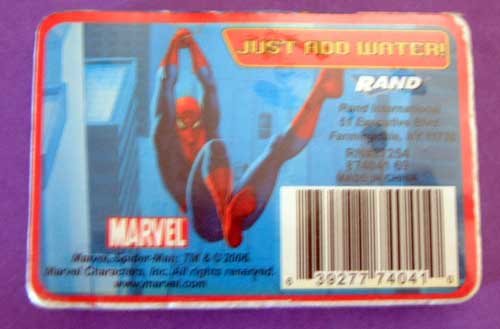 JUST ADD WATER!
RAND
Rand International
51 Executive Blvd.
Farmingdale, NY 11735
MADE IN CHINA
MARVEL
Marvel, Spider-Man: TM & © 2006
Marvel Characters, Inc. All rights reserved.
www.marvel.com
39277 74041